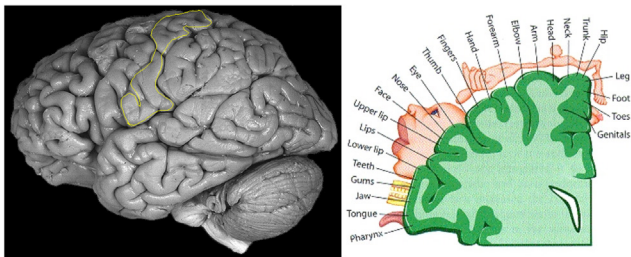 Pharynx
Tongue
Jaw
Gums
Teeth
Lower lip
Lips
Upper lip
Face
Nose
Eye
Thumb
Fingers
Hand
Forearm
Elbow
Arm
Head
Neck
Trunk
Hip
Leg
Foot
Toes
Genitals